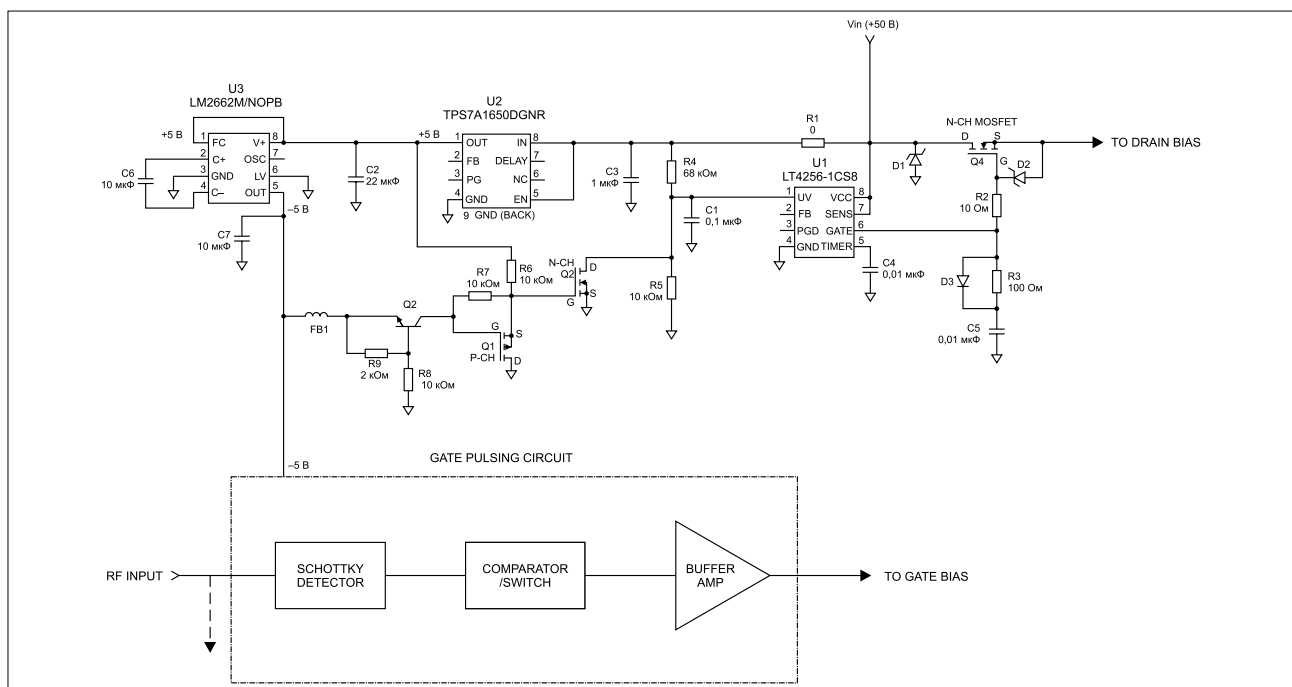 Vin (+50 В)
U3
LM2662M/NOPB
+5 В
1 FC V+ 8
2 C+ OSC 7
3 GND LV 6
4 C– OUT 5
C6
10 мкФ
–5 В
C7
10 мкФ
C2
22 мкФ
+5 В
U2
TPS7A1650DGNR
1 OUT IN 8
2 FB DELAY 7
3 PG NC 6
4 GND EN 5
9 GND (BACK)
C3
1 мкФ
R4
68 кОм
R1
0
C1
0,1 мкФ
U1
LT4256-1CS8
1 UV VCC 8
2 FB SENS 7
3 PGD GATE 6
4 GND TIMER 5
D1
N-CH MOSFET
D S
Q4 G
D2
TO DRAIN BIAS
R2
10 Ом
C4
0,01 мкФ
D3
R3
100 Ом
C5
0,01 мкФ
R7
10 кОм
R6
10 кОм
N-CH
Q2
D
S
G
R5
10 кОм
FB1
Q2
R9
2 кОм
R8
10 кОм
G S
Q1
P-CH D
–5 В
GATE PULSING CIRCUIT
RF INPUT
SCHOTTKY
DETECTOR
COMPARATOR
/SWITCH
BUFFER
AMP
TO GATE BIAS